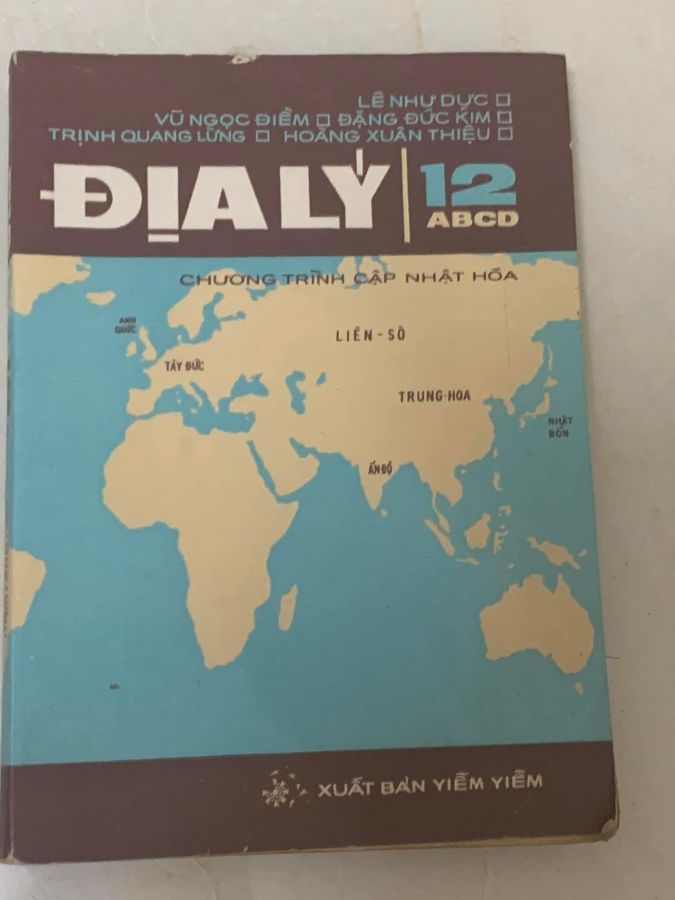 LÊ NHƯ DỰC
VŨ NGỌC ĐIỀM ĐẶNG ĐỨC KIM
TRỊNH QUANG LỪNG HOÀNG XUÂN THIỆU
ĐỊA LÝ 12
ABCD
CHƯƠNG TRÌNH CẬP NHẬT HÓA
ANH
QUỐC
LIÊN-SÔ
TÂY ĐỨC
TRUNG-HOA
NHẬT
BỔN
ẤN ĐỘ
XUẤT BẢN YIỄM YIỄM